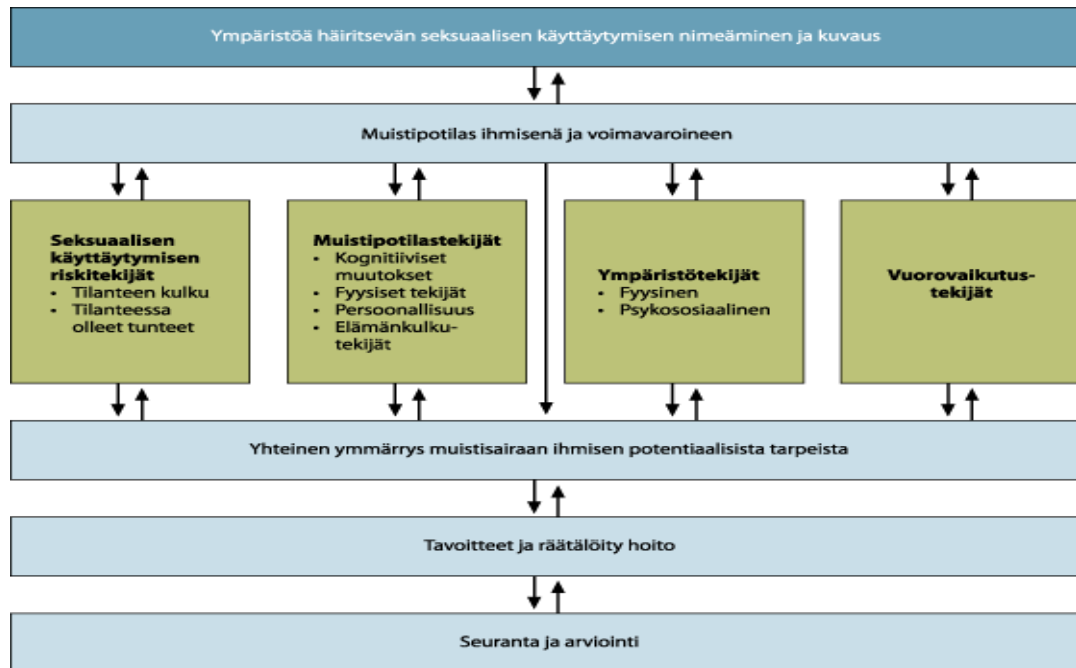 Ympäristöä häiritsevän seksuaalisen käyttäytymisen nimeäminen ja kuvaus
Muistipotilas ihmisenä ja voimavaroineen
Seksuaalisen
käyttäytymisen
riskitekijät
• Tilanteen kulku
• Tilanteessa
olleet tunteet
Muistipotilastekijät
• Kognitiiviset
muutokset
• Fyysiset tekijät
• Persoonallisuus
• Elämänkulku-
tekijät
Ympäristötekijät
• Fyysinen
• Psykososiaalinen
Vuorovaikutus-
tekijät
Yhteinen ymmärrys muistisairaan ihmisen potentiaalisista tarpeista
Tavoitteet ja räätälöity hoito
Seuranta ja arviointi